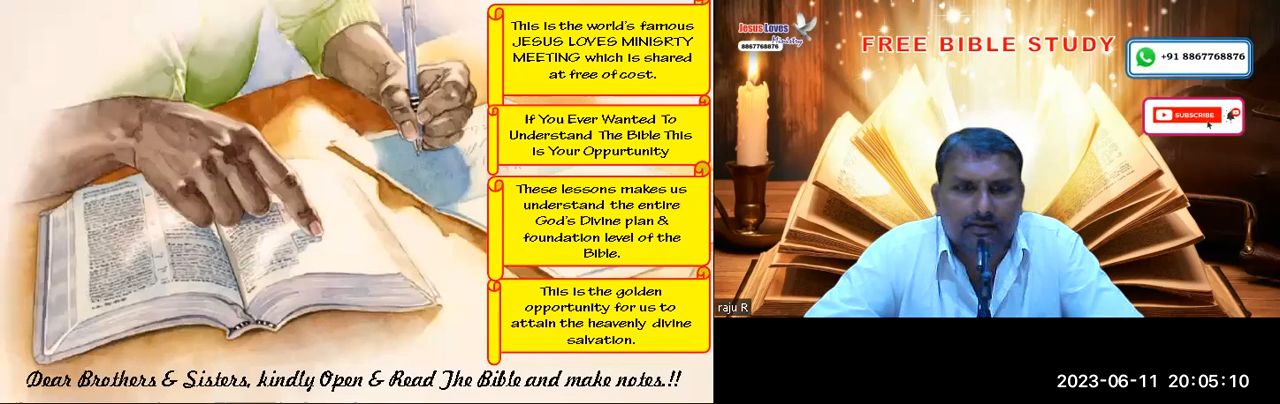 This is the world's famous
JESUS LOVES MINISRTY
MEETING which is shared
at free of cost.
If You Ever Wanted To
Understand The Bible This
is Your Oppurtunity
These lessons makes us
understand the entire
God's Divine plan &
foundation level of the
Bible.
This is the golden
opportunity for us to
attain the heavenly divine
salvation.
Dear Brothers & Sisters, kindly Open & Read The Bible and make notes.!!
Jesus Loves
Ministry
8867768876
FREE BIBLE STUDY
+91 8867768876
SUBSCRIBE
raju R
2023-06-11 20:05:10